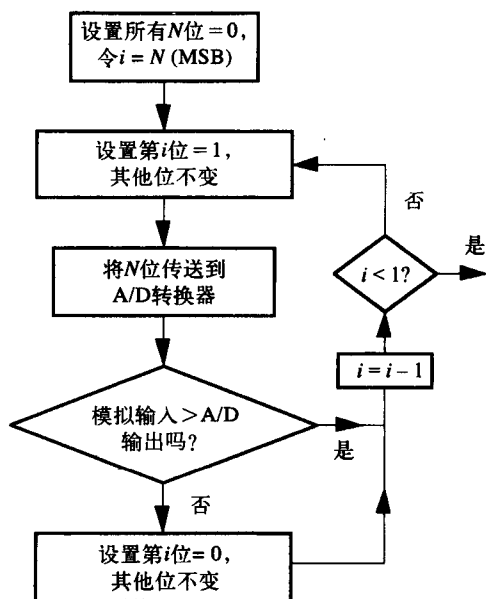 设置所有N位=0,
令i = N (MSB)
设置第i位=1,
其他位不变
否
是
将N位传送到
A/D转换器
i < 1?
i = i – 1
模拟输入>A/D
输出吗?
是
否
设置第i位= 0,
其他位不变